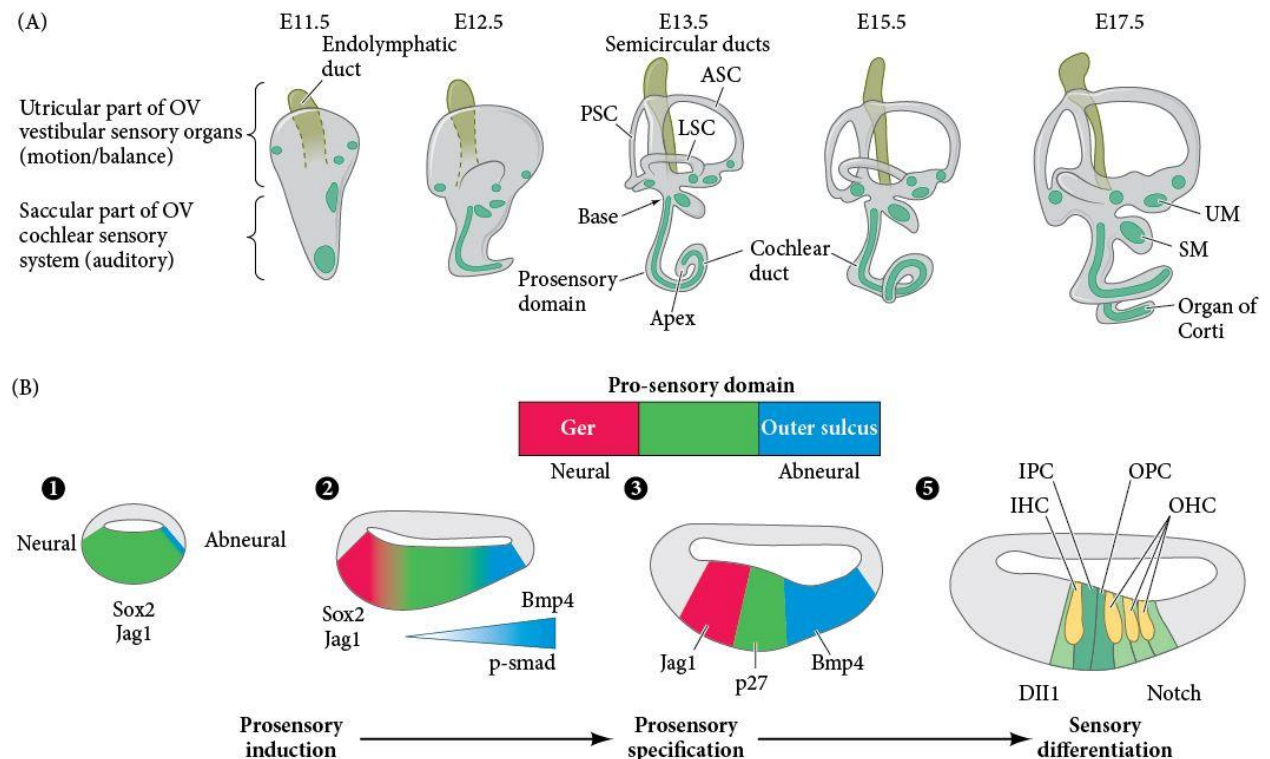 (A)
E11.5
E12.5
E13.5
E15.5
E17.5
Endolymphatic
duct
Semicircular ducts
ASC
PSC
LSC
Utricular part of OV
vestibular sensory organs
(motion/balance)
Saccular part of OV
cochlear sensory
system (auditory)
Base
Prosensory
domain
Apex
Cochlear
duct
UM
SM
Organ of
Corti
(B)
Pro-sensory domain
Ger
Outer sulcus
Neural
Abneural
1
Neural
Abneural
Sox2
Jag1
2
Sox2
Jag1
Bmp4
p-smad
3
Jag1
p27
Bmp4
5
IPC
OPC
IHC
OHC
DII1
Notch
Prosensory
induction
Prosensory
specification
Sensory
differentiation